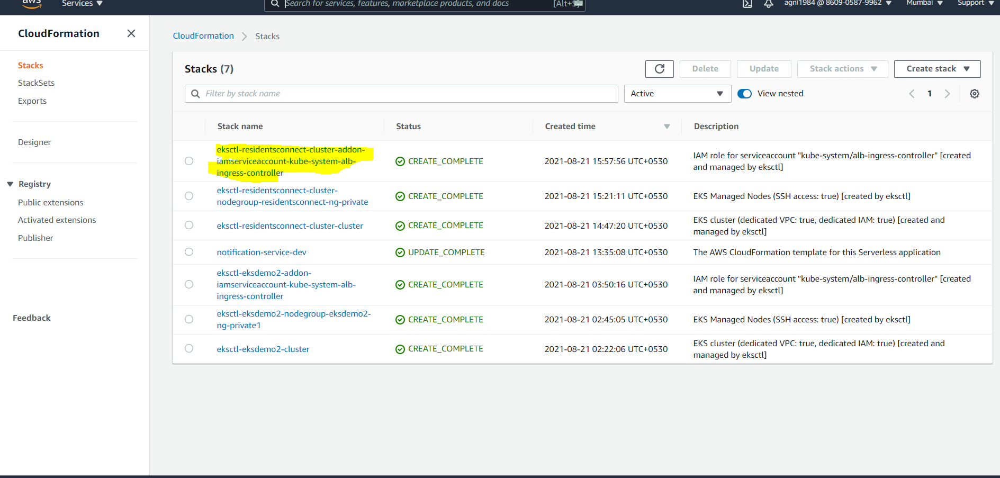 aws
Services
Search for services, features, marketplace products, and docs
[Alt+S]
agni1984 @ 8609-0587-9962
Mumbai
Support
CloudFormation
Stacks
StackSets
Exports
Designer
Registry
Public extensions
Activated extensions
Publisher
Feedback
CloudFormation
Stacks
Stacks (7)
Delete
Update
Stack actions
Create stack
Filter by stack name
Active
View nested
1
Stack name
Status
Created time
Description
eksctl-residentsconnect-cluster-addon-
iamserviceaccount-kube-system-alb-
ingress-controller
CREATE_COMPLETE
2021-08-21 15:57:56 UTC+0530
IAM role for serviceaccount "kube-system/alb-ingress-controller" [created
and managed by eksctl]
eksctl-residentsconnect-cluster-
nodegroup-residentsconnect-ng-private
CREATE_COMPLETE
2021-08-21 15:21:11 UTC+0530
EKS Managed Nodes (SSH access: true) [created by eksctl]
eksctl-residentsconnect-cluster-cluster
CREATE_COMPLETE
2021-08-21 14:47:20 UTC+0530
EKS cluster (dedicated VPC: true, dedicated IAM: true) [created and
managed by eksctl]
notification-service-dev
UPDATE_COMPLETE
2021-08-21 13:35:08 UTC+0530
The AWS CloudFormation template for this Serverless application
eksctl-eksdemo2-addon-
iamserviceaccount-kube-system-alb-
ingress-controller
CREATE_COMPLETE
2021-08-21 03:50:16 UTC+0530
IAM role for serviceaccount "kube-system/alb-ingress-controller" [created
and managed by eksctl]
eksctl-eksdemo2-nodegroup-eksdemo2-
ng-private1
CREATE_COMPLETE
2021-08-21 02:45:05 UTC+0530
EKS Managed Nodes (SSH access: true) [created by eksctl]
eksctl-eksdemo2-cluster
CREATE_COMPLETE
2021-08-21 02:22:06 UTC+0530
EKS cluster (dedicated VPC: true, dedicated IAM: true) [created and
managed by eksctl]